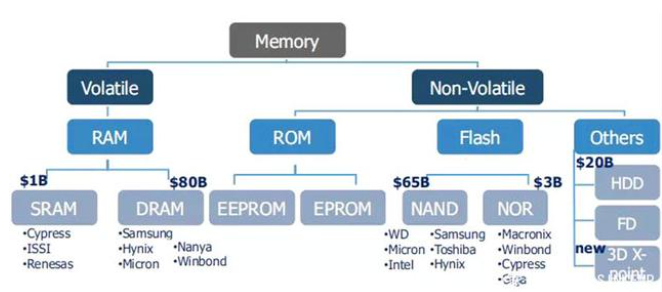 Memory
Volatile
Non-Volatile
RAM
ROM
Flash
Others
$1B
$80B
$65B
$3B
$20B
SRAM
DRAM
EEPROM
EPROM
NAND
NOR
HDD
FD
new
3D X-
point
•Cypress
•ISSI
•Renesas
•Samsung
•Hynix
•Micron
•Nanya
•Winbond
•WD
•Micron
•Intel
•Samsung
•Toshiba
•Hynix
•Macronix
•Winbond
•Cypress
•Giga